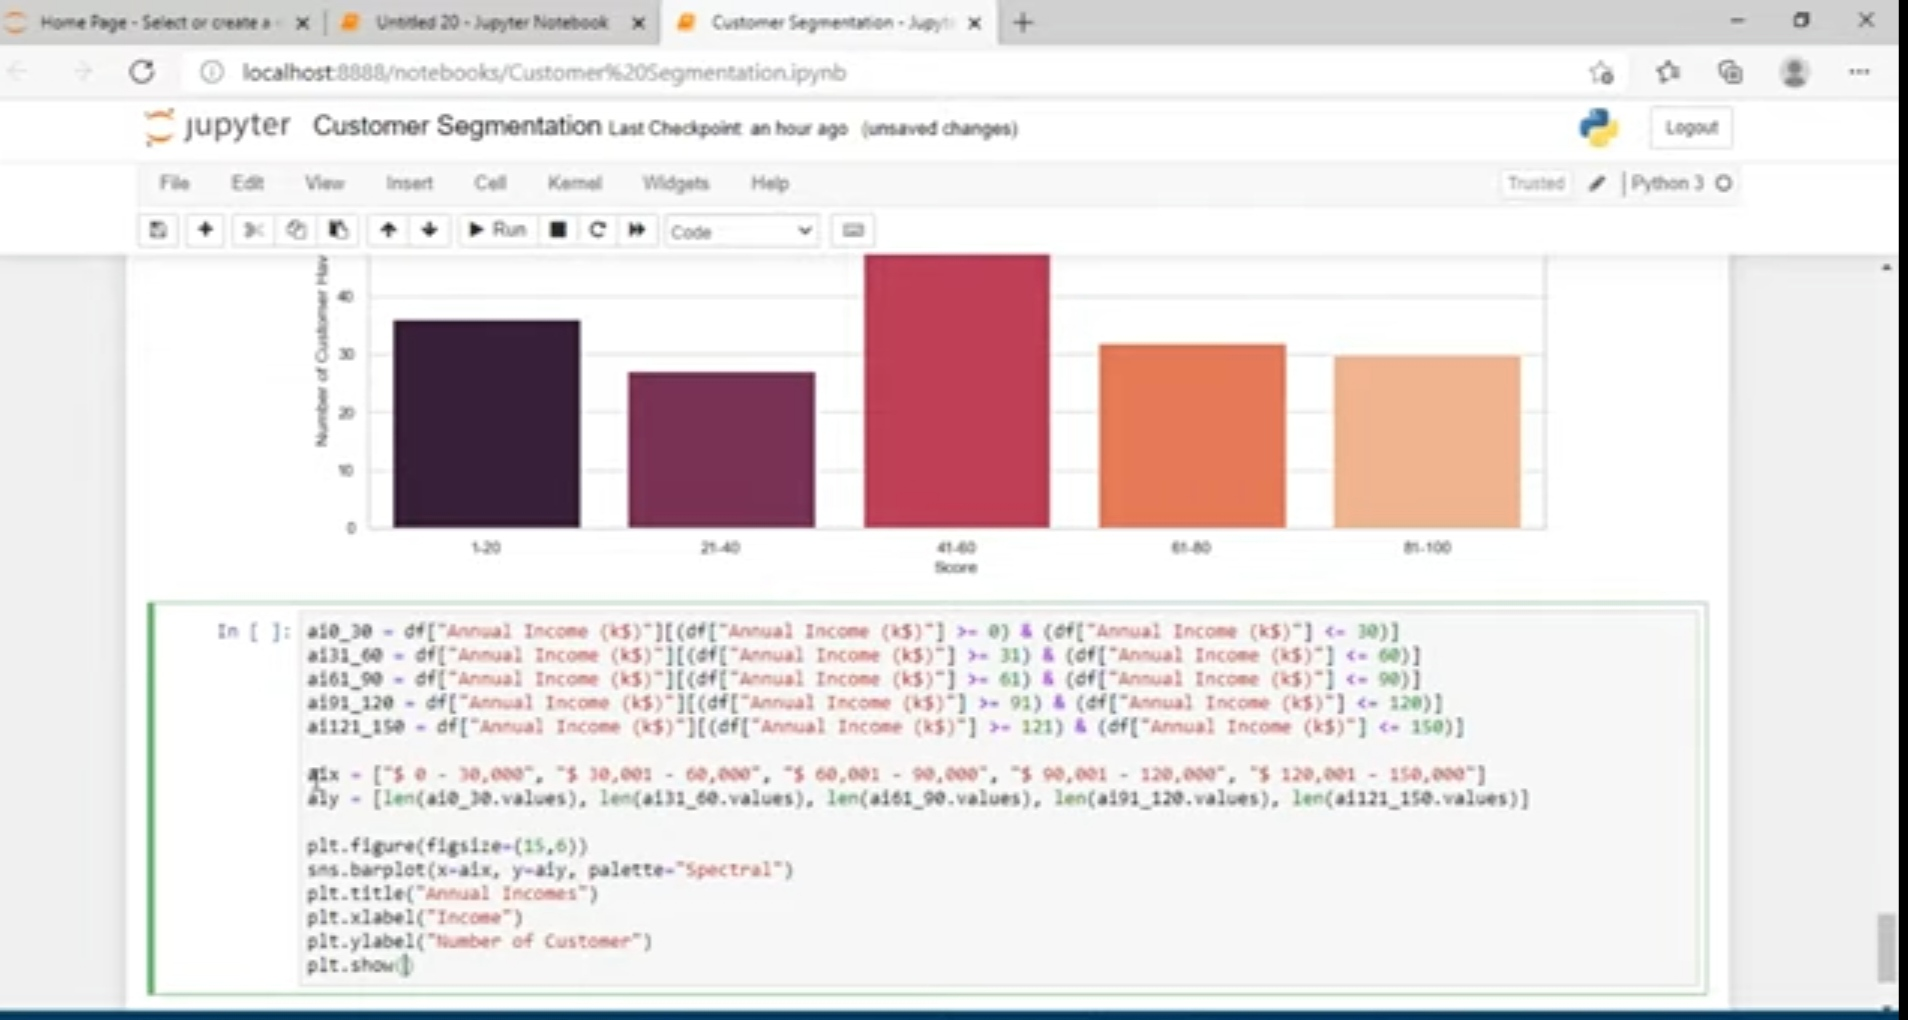 Home Page - Select or create a
Untitled 20 - Jupyter Notebook
Customer Segmentation - Jupyt
localhost:8888/notebooks/Customer%20Segmentation.ipynb
jupyter Customer Segmentation Last Checkpoint: an hour ago (unsaved changes)
Logout
File Edit View Insert Cell Kernel Widgets Help
Trusted Python 3
Run Code
Number of Customer Hav
40
30
20
10
0
1-20 21-40 41-60 61-80 81-100
Score
In [ ]:
ai0_30 = df["Annual Income (k$)"][(df["Annual Income (k$)"] >= 0) & (df["Annual Income (k$)"] <= 30)]
ai31_60 = df["Annual Income (k$)"][(df["Annual Income (k$)"] >= 31) & (df["Annual Income (k$)"] <= 60)]
ai61_90 = df["Annual Income (k$)"][(df["Annual Income (k$)"] >= 61) & (df["Annual Income (k$)"] <= 90)]
ai91_120 = df["Annual Income (k$)"][(df["Annual Income (k$)"] >= 91) & (df["Annual Income (k$)"] <= 120)]
ai121_150 = df["Annual Income (k$)"][(df["Annual Income (k$)"] >= 121) & (df["Annual Income (k$)"] <= 150)]
aix = ["$ 0 - 30,000", "$ 30,001 - 60,000", "$ 60,001 - 90,000", "$ 90,001 - 120,000", "$ 120,001 - 150,000"]
aiy = [len(ai0_30.values), len(ai31_60.values), len(ai61_90.values), len(ai91_120.values), len(ai121_150.values)]
plt.figure(figsize=(15,6))
sns.barplot(x=aix, y=aiy, palette="Spectral")
plt.title("Annual Incomes")
plt.xlabel("Income")
plt.ylabel("Number of Customer")
plt.show()